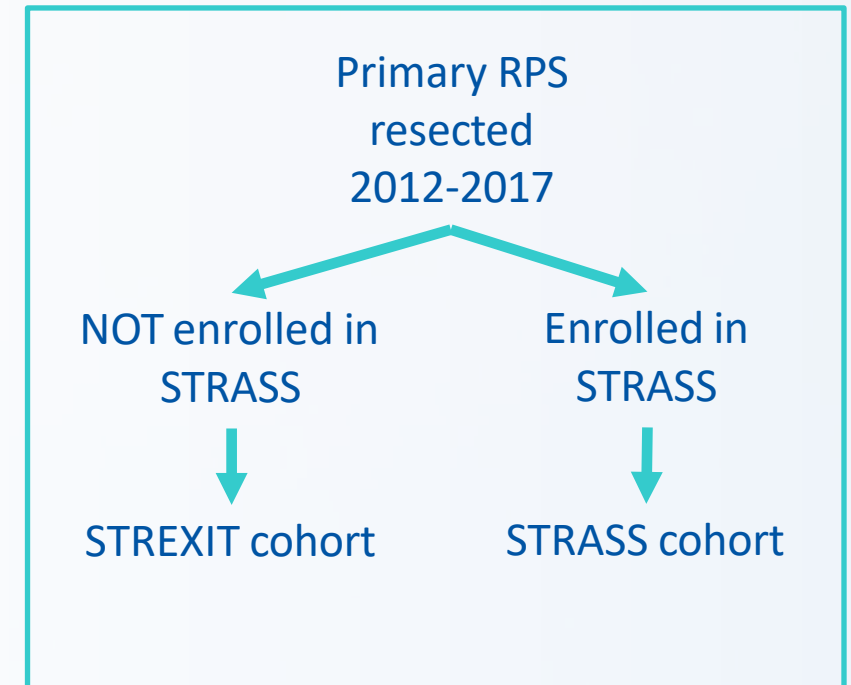 Primary RPS
resected
2012-2017
NOT enrolled in
STRASS
Enrolled in
STRASS
STREXIT cohort
STRASS cohort